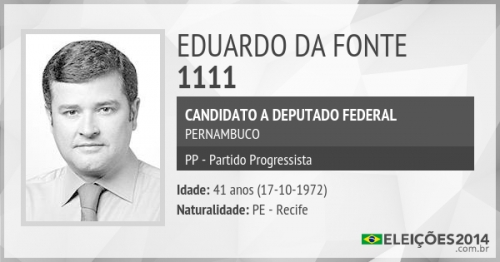 EDUARDO DA FONTE
1111
CANDIDATO A DEPUTADO FEDERAL
PERNAMBUCO
PP - Partido Progressista
Idade: 41 anos (17-10-1972)
Naturalidade: PE - Recife
ELEIÇÕES2014
.com.br